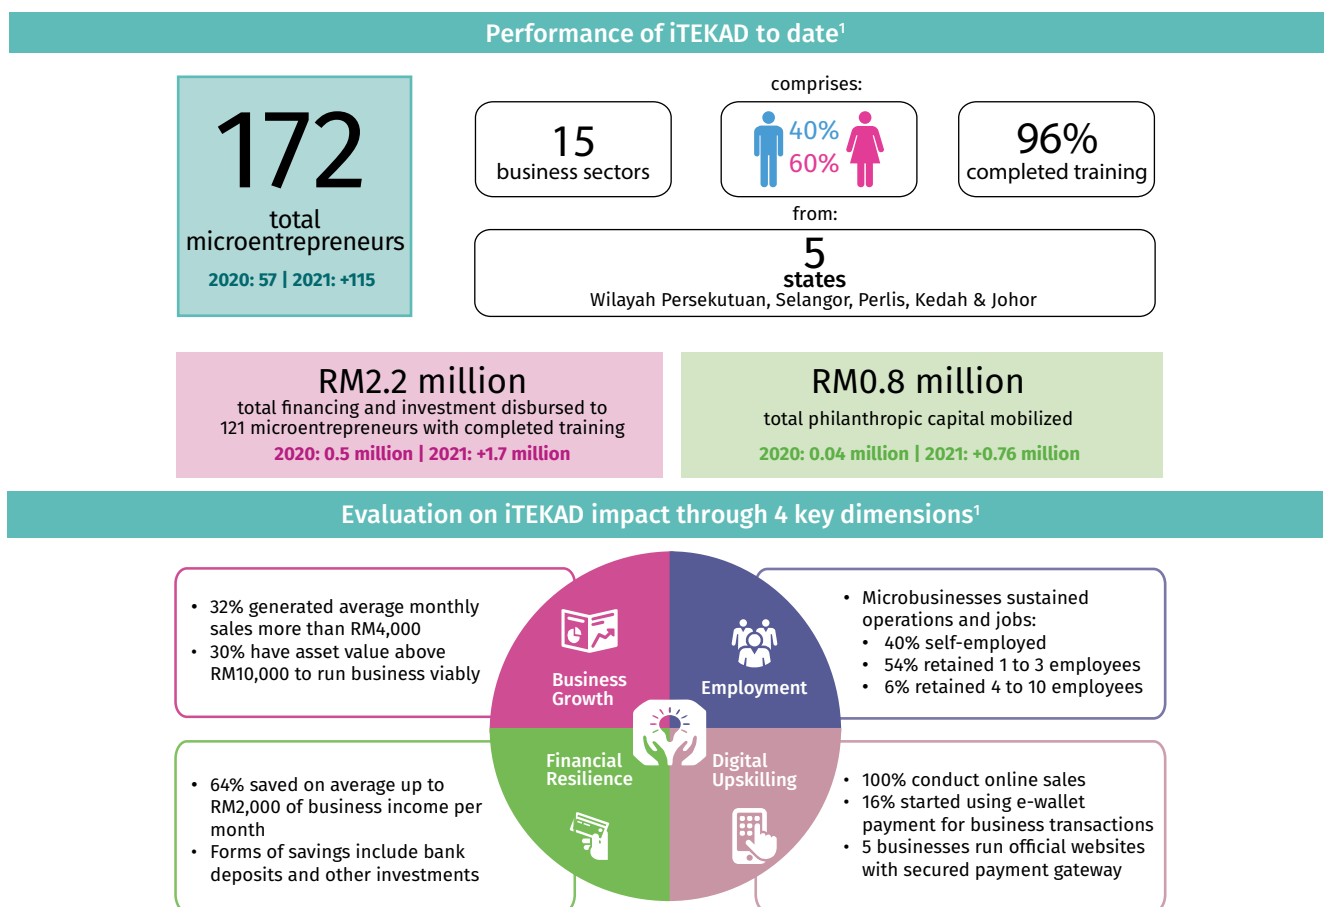 Performance of iTEKAD to date¹
172
total
microentrepreneurs
2020: 57 | 2021: +115
15
business sectors
comprises:
40%
60%
96%
completed training
from:
5
states
Wilayah Persekutuan, Selangor, Perlis, Kedah & Johor
RM2.2 million
total financing and investment disbursed to
121 microentrepreneurs with completed training
2020: 0.5 million | 2021: +1.7 million
RM0.8 million
total philanthropic capital mobilized
2020: 0.04 million | 2021: +0.76 million
Evaluation on iTEKAD impact through 4 key dimensions¹
• 32% generated average monthly
sales more than RM4,000
• 30% have asset value above
RM10,000 to run business viably
Business
Growth
Employment
• Microbusinesses sustained
operations and jobs:
• 40% self-employed
• 54% retained 1 to 3 employees
• 6% retained 4 to 10 employees
• 64% saved on average up to
RM2,000 of business income per
month
• Forms of savings include bank
deposits and other investments
Financial
Resilience
Digital
Upskilling
• 100% conduct online sales
• 16% started using e-wallet
payment for business transactions
• 5 businesses run official websites
with secured payment gateway